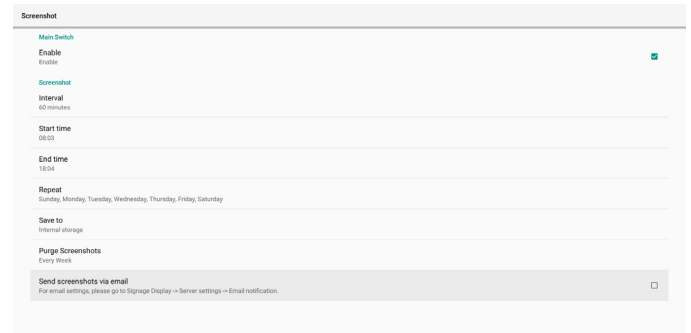 Screenshot
Main Switch
Enable
Enable
Screenshot
Interval
60 minutes
Start time
08:03
End time
18:04
Repeat
Sunday, Monday, Tuesday, Wednesday, Thursday, Friday, Saturday
Save to
Internal storage
Purge Screenshots
Every Week
Send screenshots via email
For email settings, please go to Signage Display -> Server settings -> Email notification.